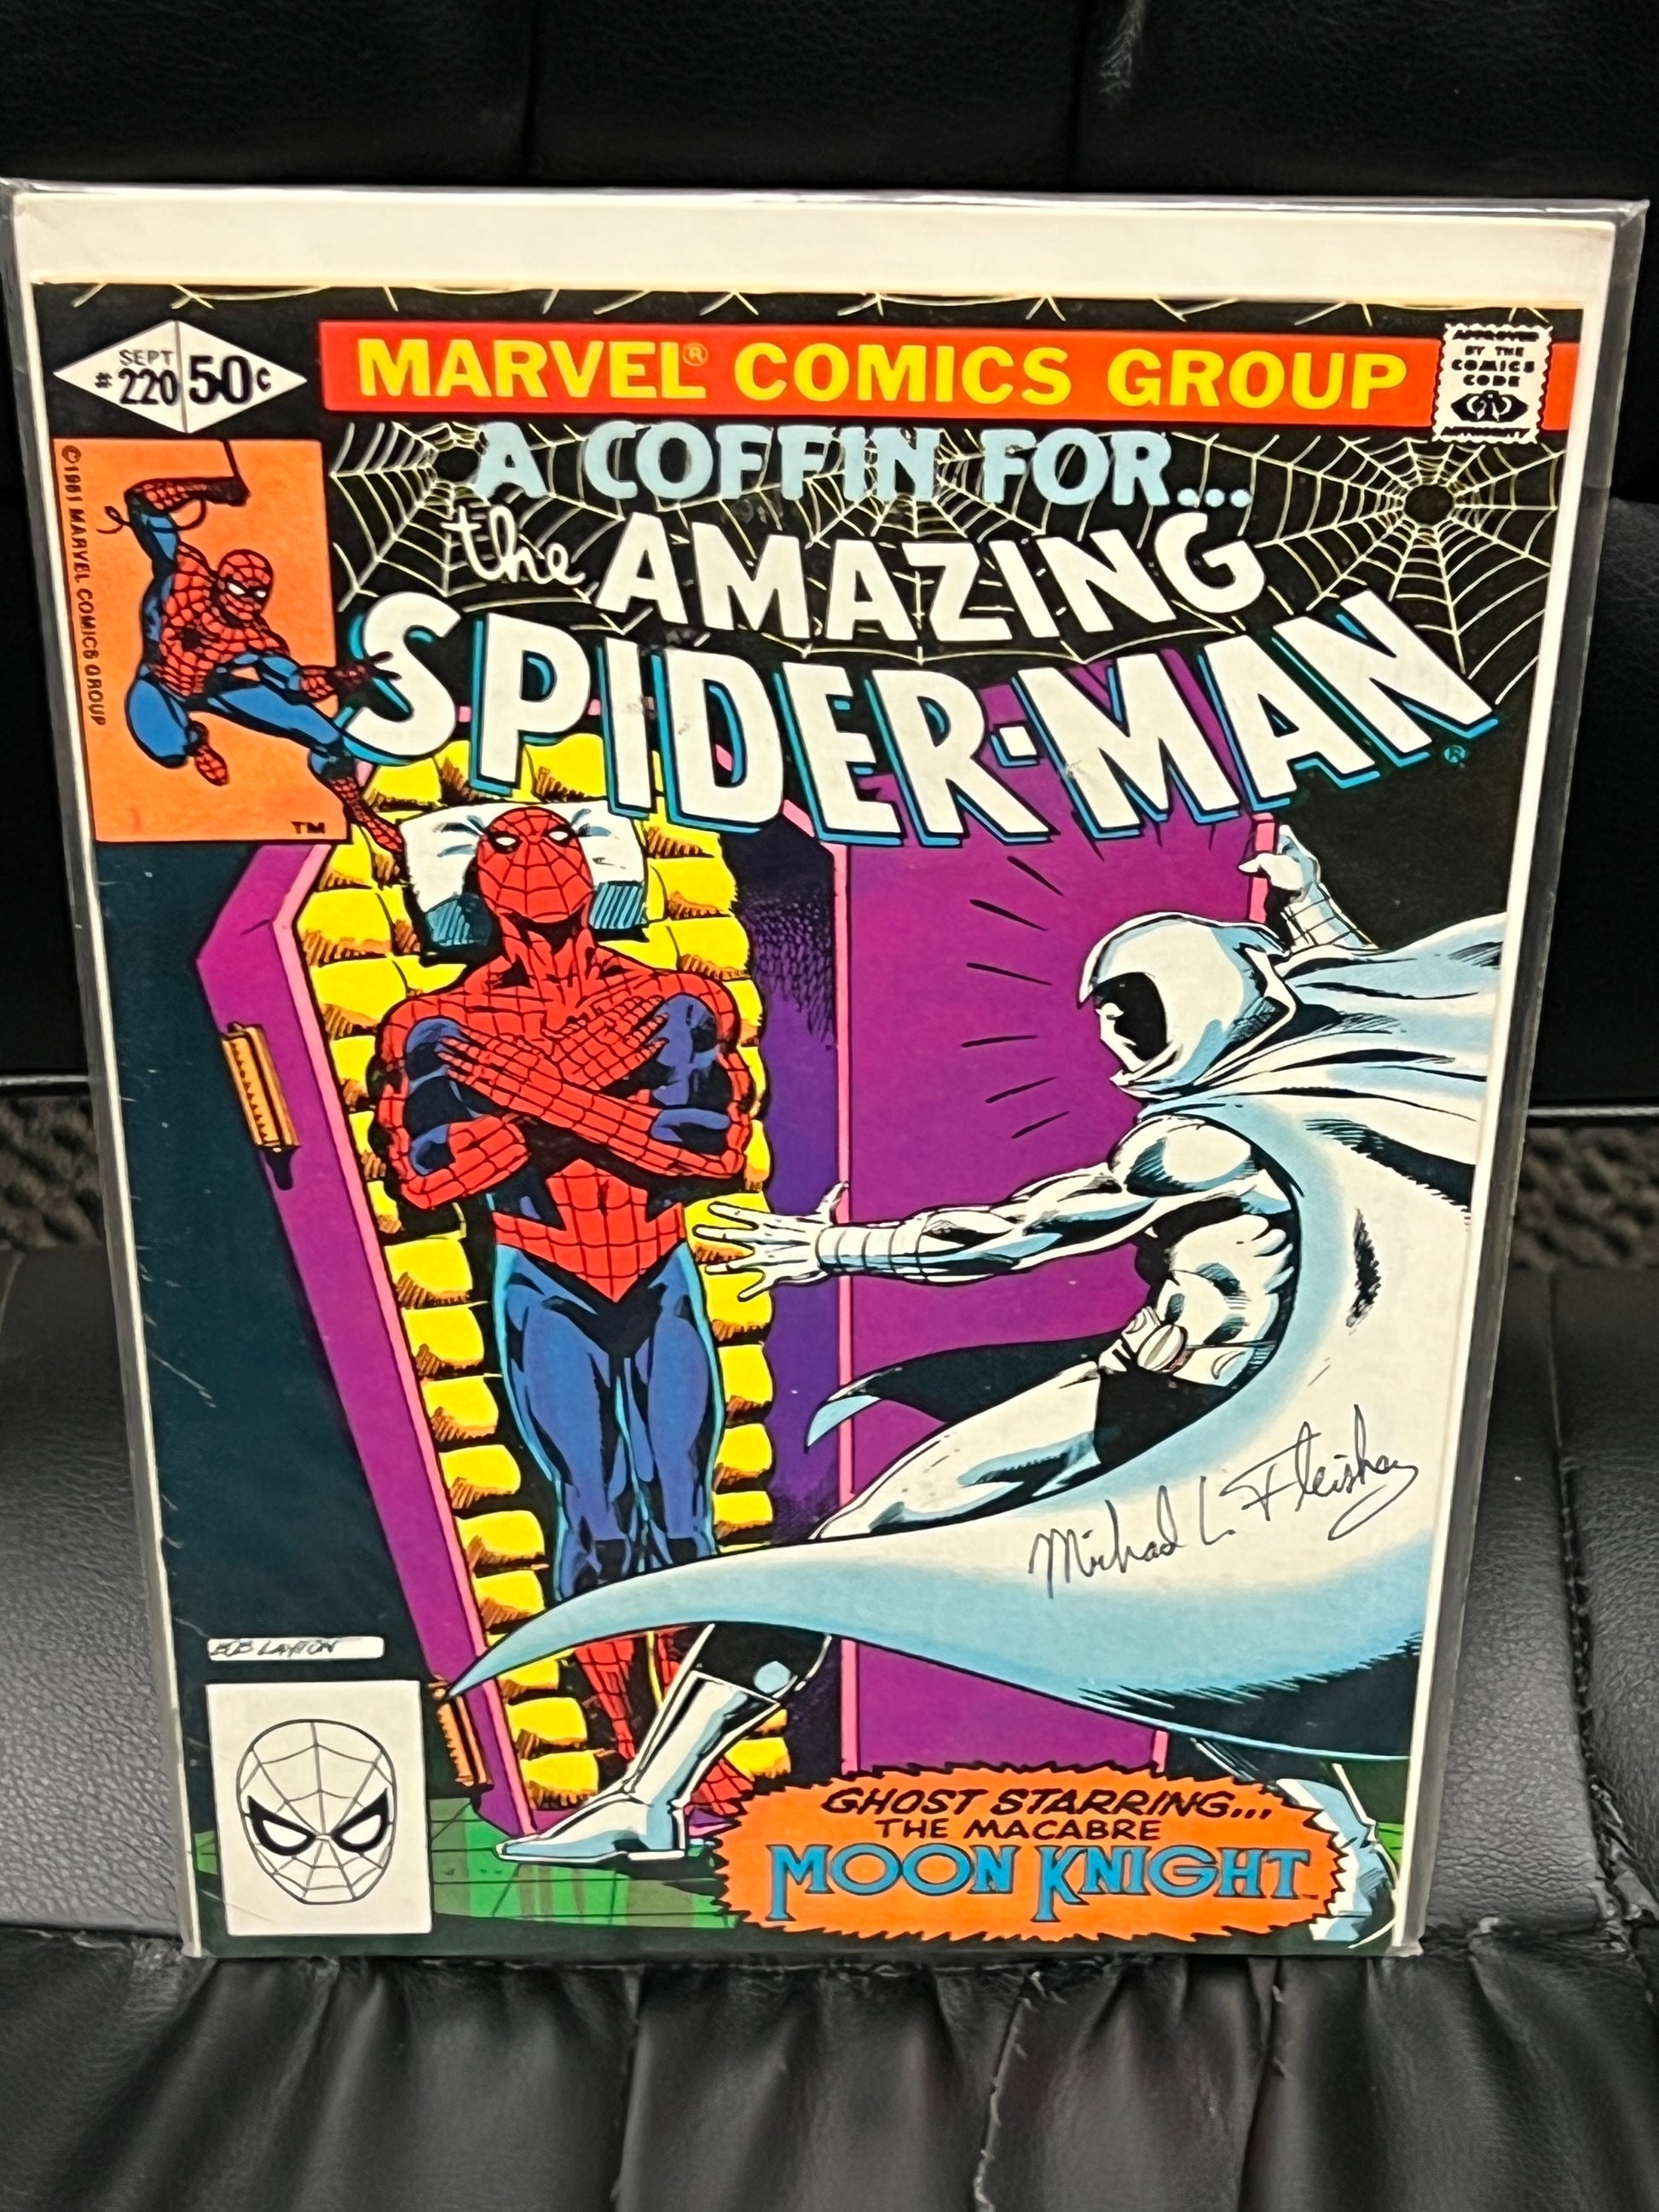 SEPT
# 220 50¢
MARVEL® COMICS GROUP
APPROVED
BY THE
COMICS
CODE
AUTHORITY
©1981 MARVEL COMICS GROUP
TM
A COFFIN FOR...
the AMAZING
SPIDER-MAN
®
Michael L. Fleisher
BOB LAYTON
GHOST STARRING...
THE MACABRE
MOON KNIGHT
TM